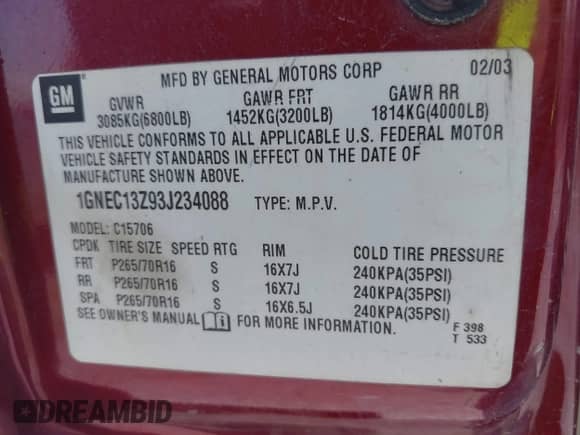 GM
MFD BY GENERAL MOTORS CORP 02/03
GVWR GAWR FRT GAWR RR
3085KG(6800LB) 1452KG(3200LB) 1814KG(4000LB)
THIS VEHICLE CONFORMS TO ALL APPLICABLE U.S. FEDERAL MOTOR
VEHICLE SAFETY STANDARDS IN EFFECT ON THE DATE OF
MANUFACTURE SHOWN ABOVE.
1GNEC13Z93J234088 TYPE: M.P.V.
MODEL: C15706
CPDK TIRE SIZE SPEED RTG RIM COLD TIRE PRESSURE
FRT P265/70R16 S 16X7J 240KPA(35PSI)
RR P265/70R16 S 16X7J 240KPA(35PSI)
SPA P265/70R16 S 16X6.5J 240KPA(35PSI)
SEE OWNER'S MANUAL FOR MORE INFORMATION.
F 398
T 533
DREAMBID